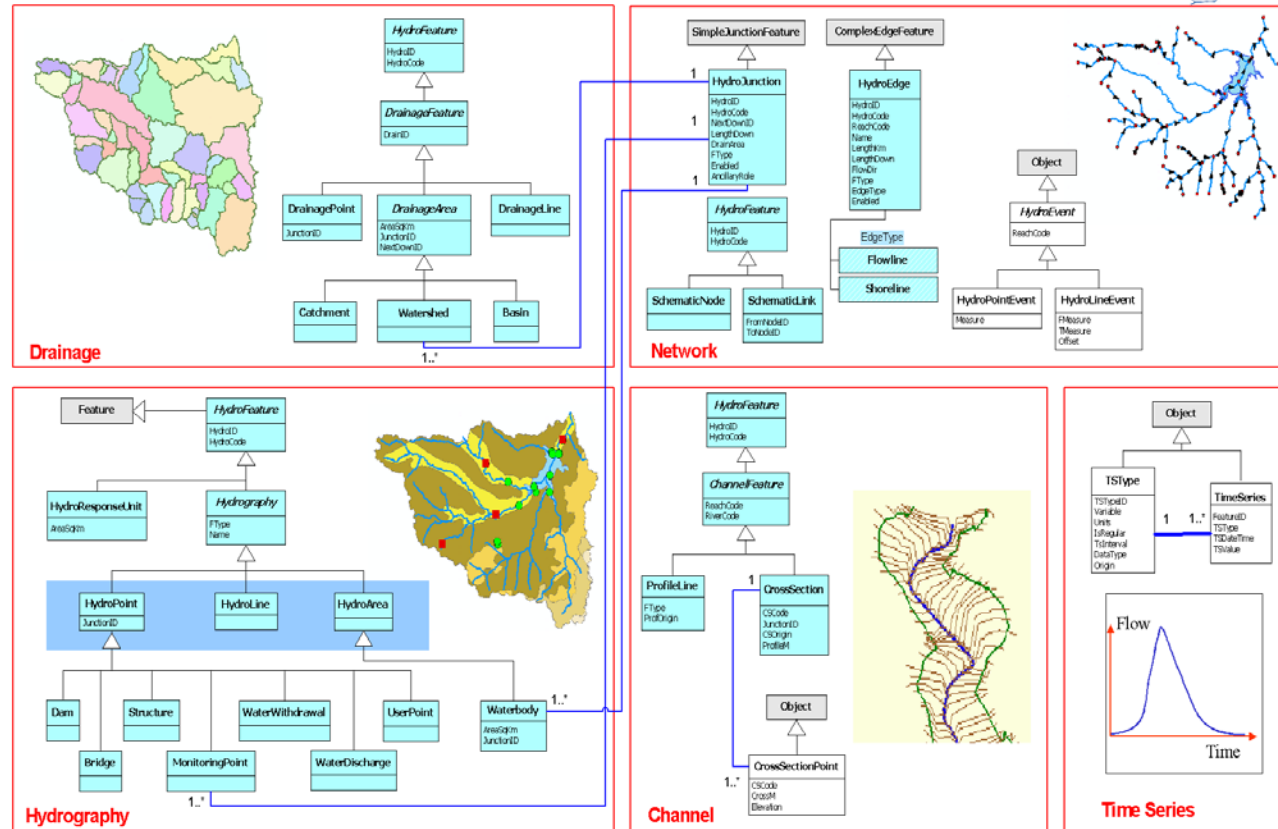 HydroFeature
HydroID
HydroCode
DrainageFeature
DrainID
DrainagePoint
JunctionID
DrainageArea
AreaSqKm
JunctionID
NextDownID
DrainageLine
Catchment
Watershed
Basin
1..*
Drainage
SimpleJunctionFeature
ComplexEdgeFeature
1
HydroJunction
HydroID
HydroCode
NextDownID
LengthDown
DrainArea
FType
Enabled
AncillaryRole
1
1
HydroEdge
HydroID
HydroCode
ReachCode
Name
LengthKm
LengthDown
FlowDir
FType
EdgeType
Enabled
HydroFeature
HydroID
HydroCode
EdgeType
Flowline
Shoreline
SchematicNode
SchematicLink
FromNodeID
ToNodeID
Object
HydroEvent
ReachCode
HydroPointEvent
Measure
HydroLineEvent
FMeasure
TMeasure
Offset
Network
Feature
HydroFeature
HydroID
HydroCode
HydroResponseUnit
AreaSqKm
Hydrography
FType
Name
HydroPoint
JunctionID
HydroLine
HydroArea
Dam
Structure
WaterWithdrawal
UserPoint
Waterbody
AreaSqKm
JunctionID
1..*
Bridge
MonitoringPoint
WaterDischarge
1..*
Hydrography
HydroFeature
HydroID
HydroCode
ChannelFeature
ReachCode
RiverCode
ProfileLine
FType
ProfOrigin
1
CrossSection
CSCode
JunctionID
CSOrigin
ProfileM
Object
CrossSectionPoint
CSCode
CrossM
Elevation
1..*
Channel
Object
TSType
TSTypeID
Variable
Units
IsRegular
TsInterval
DataType
Origin
1
1..*
TimeSeries
FeatureID
TSType
TSDateTime
TSValue
Flow
Time
Time Series